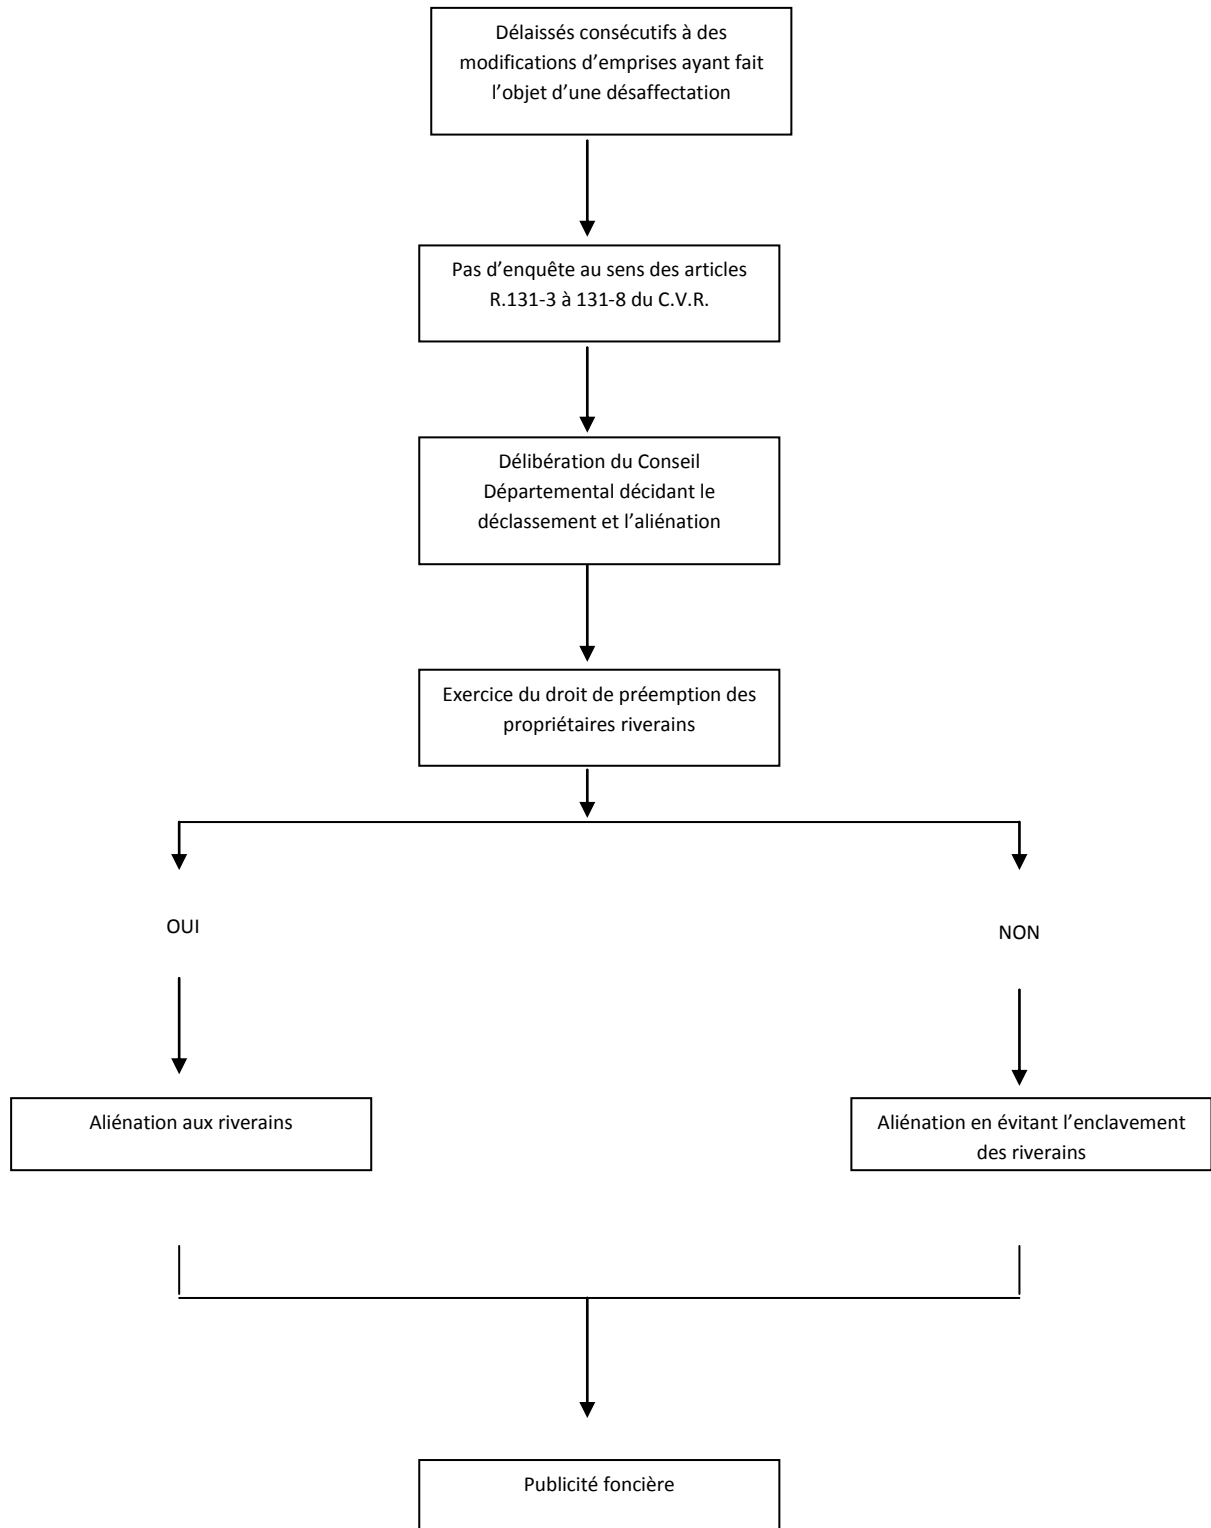 Délaissés consécutifs à des
modifications d’emprises ayant fait
l’objet d’une désaffectation
Pas d’enquête au sens des articles
R.131-3 à 131-8 du C.V.R.
Délibération du Conseil
Départemental décidant le
déclassement et l’aliénation
Exercice du droit de préemption des
propriétaires riverains
OUI
NON
Aliénation aux riverains
Aliénation en évitant l’enclavement
des riverains
Publicité foncière